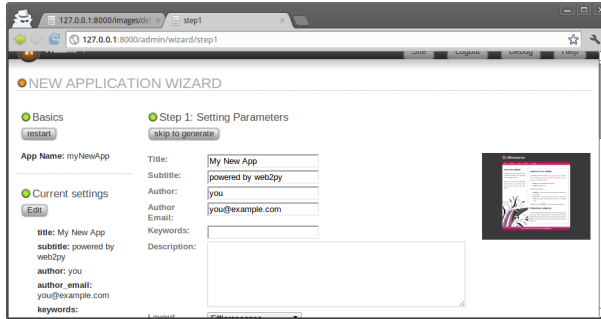 127.0.0.1:8000/images/de
step1
127.0.0.1:8000/admin/wizard/step1
Site
Logout
Debug
Help
NEW APPLICATION WIZARD
Basics
restart
App Name: myNewApp
Current settings
Edit
title: My New App
subtitle: powered by
web2py
author: you
author_email:
you@example.com
keywords:
Step 1: Setting Parameters
skip to generate
Title: My New App
Subtitle: powered by web2py
Author: you
Author
Email: you@example.com
Keywords:
Description:
Layout